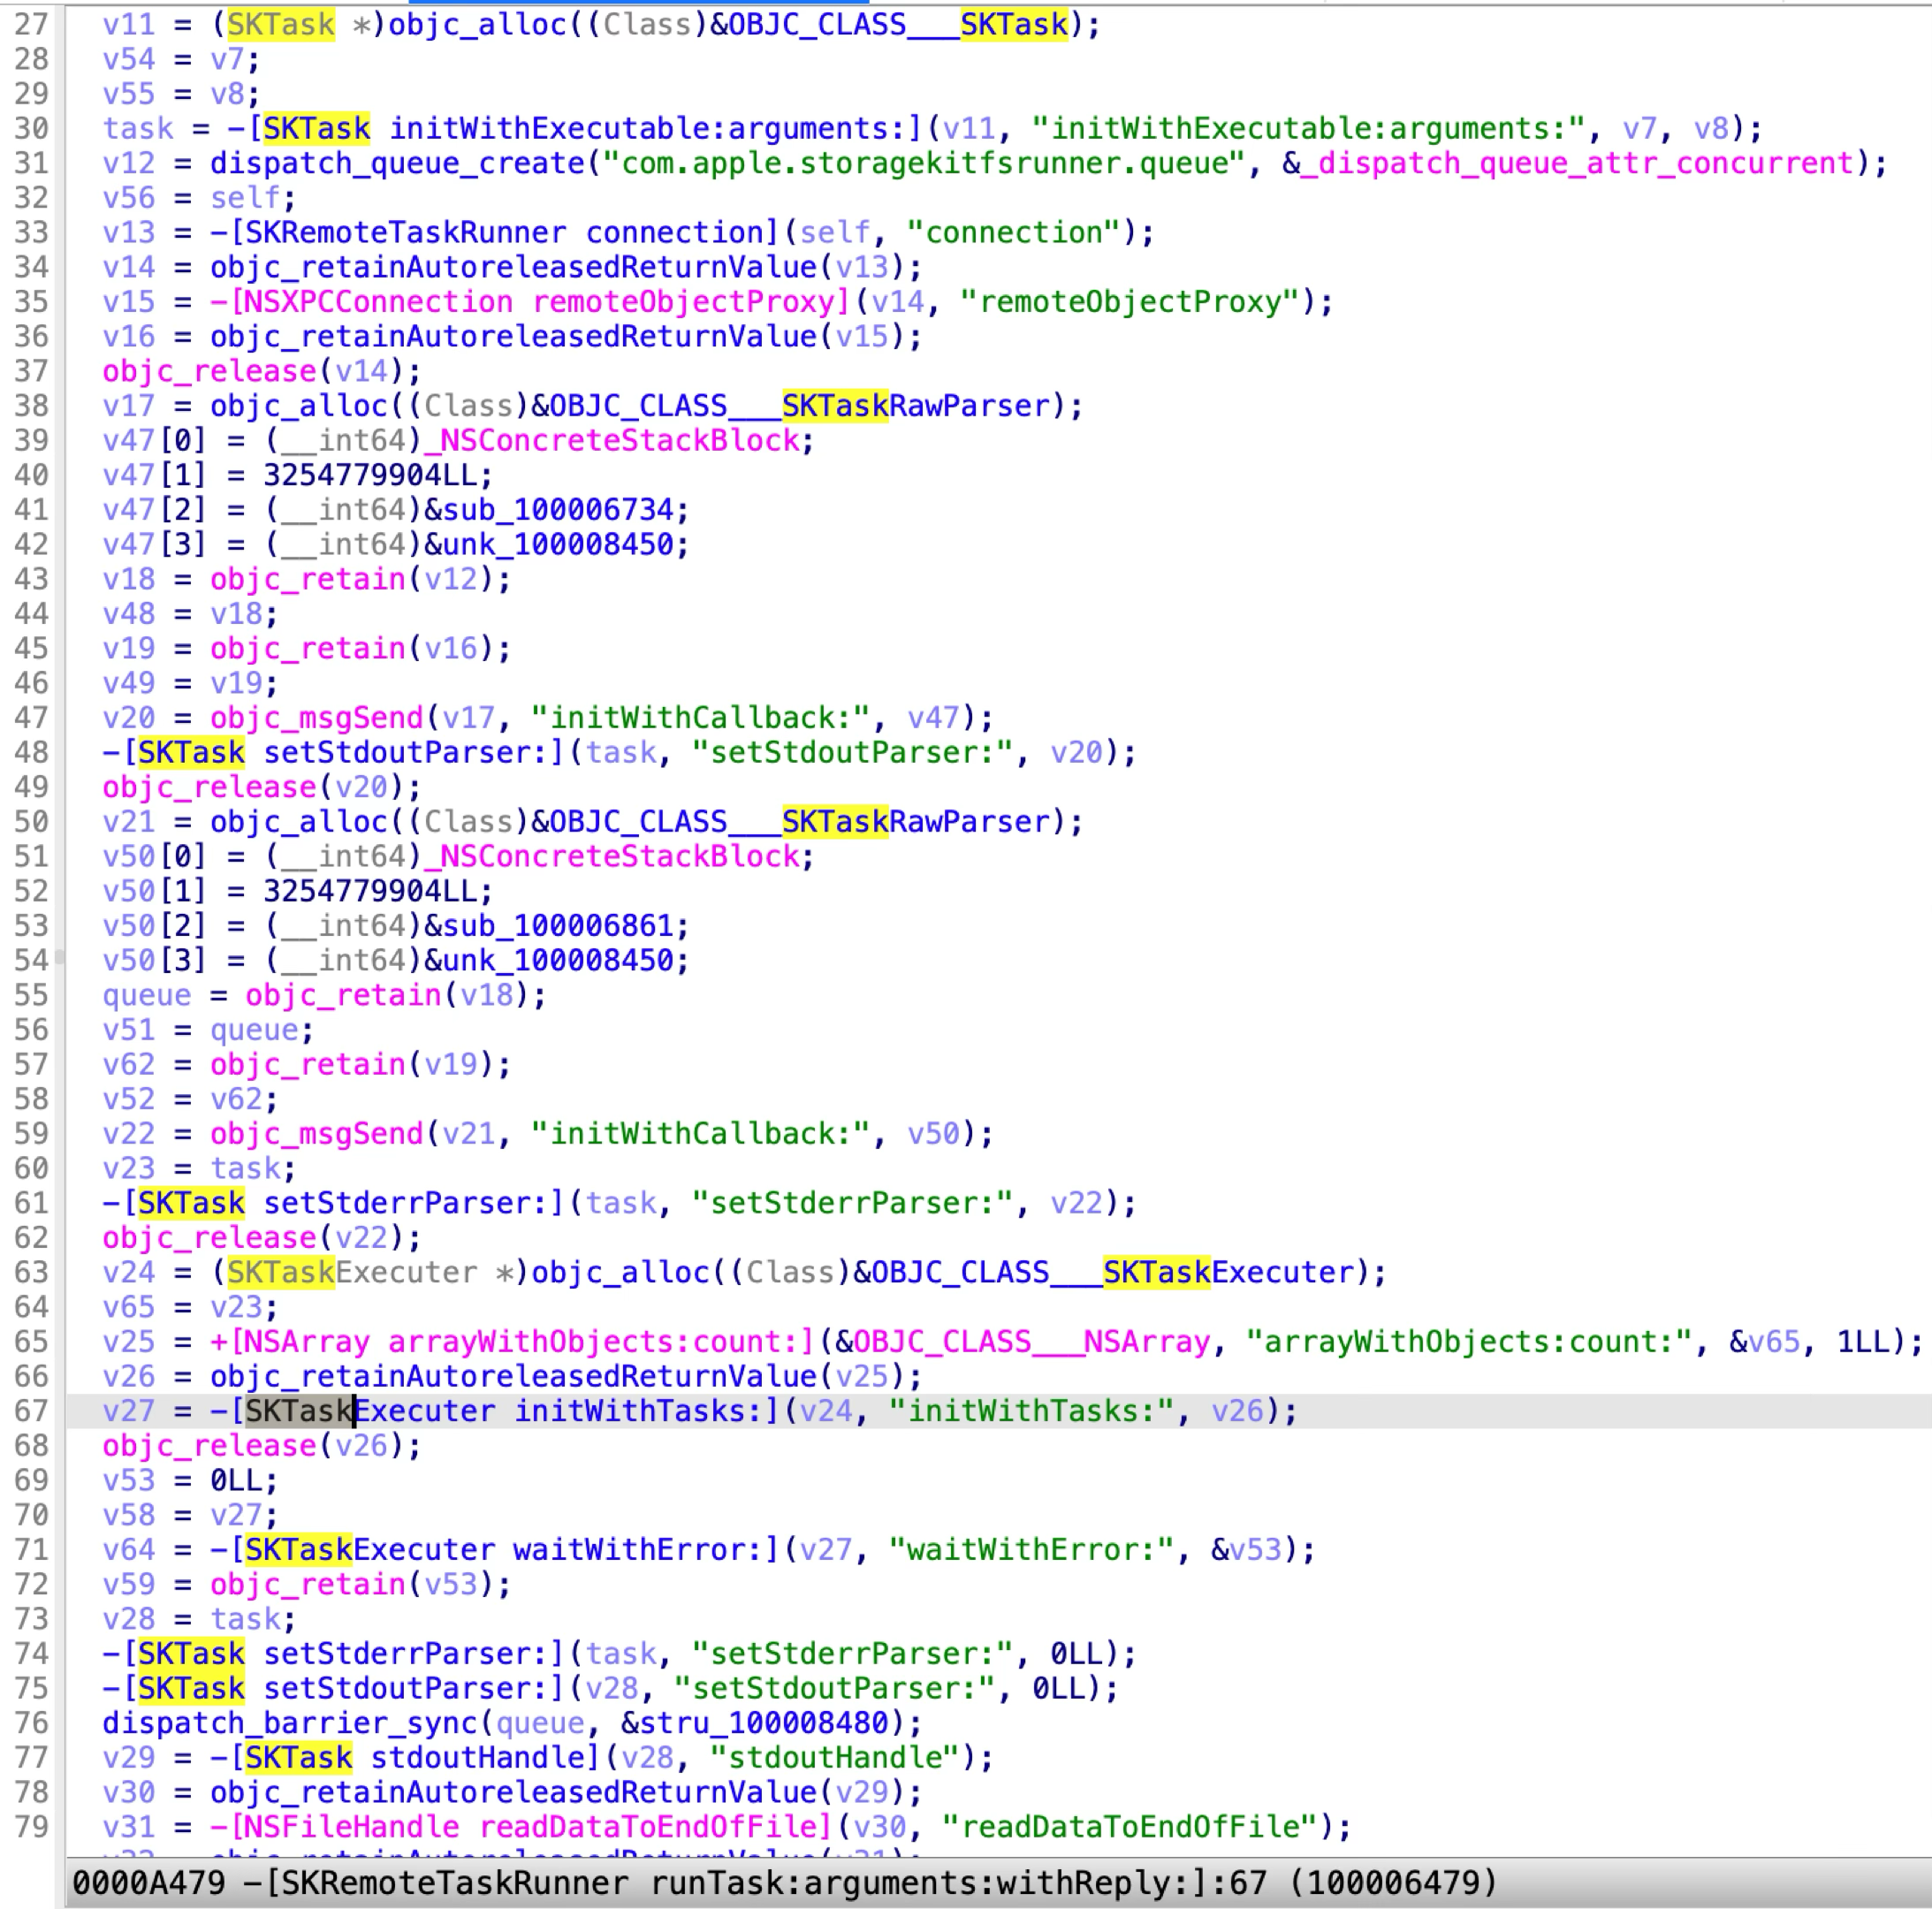 27 v11 = (SKTask *)objc_alloc((Class)&OBJC_CLASS___SKTask);
28 v54 = v7;
29 v55 = v8;
30 task = -[SKTask initWithExecutable:arguments:](v11, "initWithExecutable:arguments:", v7, v8);
31 v12 = dispatch_queue_create("com.apple.storagekitfsrunner.queue", &_dispatch_queue_attr_concurrent);
32 v56 = self;
33 v13 = -[SKRemoteTaskRunner connection](self, "connection");
34 v14 = objc_retainAutoreleasedReturnValue(v13);
35 v15 = -[NSXPCConnection remoteObjectProxy](v14, "remoteObjectProxy");
36 v16 = objc_retainAutoreleasedReturnValue(v15);
37 objc_release(v14);
38 v17 = objc_alloc((Class)&OBJC_CLASS___SKTaskRawParser);
39 v47[0] = (__int64)_NSConcreteStackBlock;
40 v47[1] = 3254779904LL;
41 v47[2] = (__int64)&sub_100006734;
42 v47[3] = (__int64)&unk_100008450;
43 v18 = objc_retain(v12);
44 v48 = v18;
45 v19 = objc_retain(v16);
46 v49 = v19;
47 v20 = objc_msgSend(v17, "initWithCallback:", v47);
48 -[SKTask setStdoutParser:](task, "setStdoutParser:", v20);
49 objc_release(v20);
50 v21 = objc_alloc((Class)&OBJC_CLASS___SKTaskRawParser);
51 v50[0] = (__int64)_NSConcreteStackBlock;
52 v50[1] = 3254779904LL;
53 v50[2] = (__int64)&sub_100006861;
54 v50[3] = (__int64)&unk_100008450;
55 queue = objc_retain(v18);
56 v51 = queue;
57 v62 = objc_retain(v19);
58 v52 = v62;
59 v22 = objc_msgSend(v21, "initWithCallback:", v50);
60 v23 = task;
61 -[SKTask setStderrParser:](task, "setStderrParser:", v22);
62 objc_release(v22);
63 v24 = (SKTaskExecuter *)objc_alloc((Class)&OBJC_CLASS___SKTaskExecuter);
64 v65 = v23;
65 v25 = +[NSArray arrayWithObjects:count:](&OBJC_CLASS___NSArray, "arrayWithObjects:count:", &v65, 1LL);
66 v26 = objc_retainAutoreleasedReturnValue(v25);
67 v27 = -[SKTaskExecuter initWithTasks:](v24, "initWithTasks:", v26);
68 objc_release(v26);
69 v53 = 0LL;
70 v58 = v27;
71 v64 = -[SKTaskExecuter waitWithError:](v27, "waitWithError:", &v53);
72 v59 = objc_retain(v53);
73 v28 = task;
74 -[SKTask setStderrParser:](task, "setStderrParser:", 0LL);
75 -[SKTask setStdoutParser:](v28, "setStdoutParser:", 0LL);
76 dispatch_barrier_sync(queue, &stru_100008480);
77 v29 = -[SKTask stdoutHandle](v28, "stdoutHandle");
78 v30 = objc_retainAutoreleasedReturnValue(v29);
79 v31 = -[NSFileHandle readDataToEndOfFile](v30, "readDataToEndOfFile");
0000A479 -[SKRemoteTaskRunner runTask:arguments:withReply:]:67 (100006479)